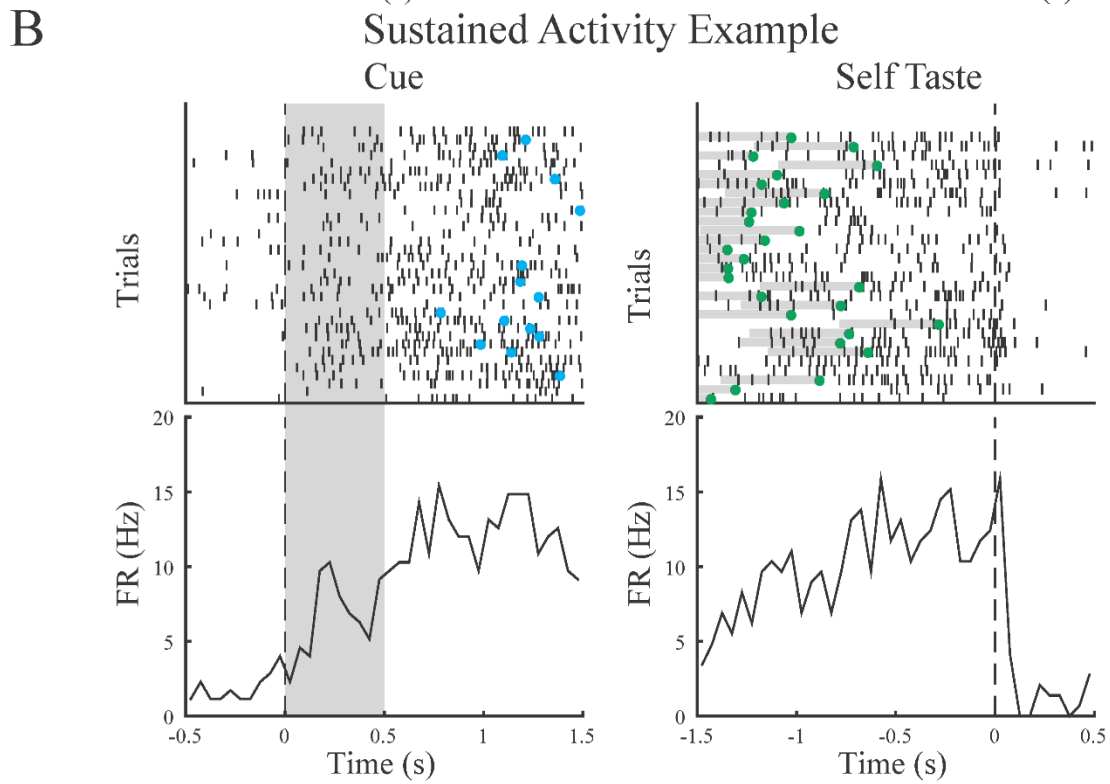 B
Sustained Activity Example
Cue
Self Taste
Trials
Trials
20
15
10
5
0
FR (Hz)
-0.5 0 0.5 1 1.5
Time (s)
20
15
10
5
0
FR (Hz)
-1.5 -1 -0.5 0 0.5
Time (s)